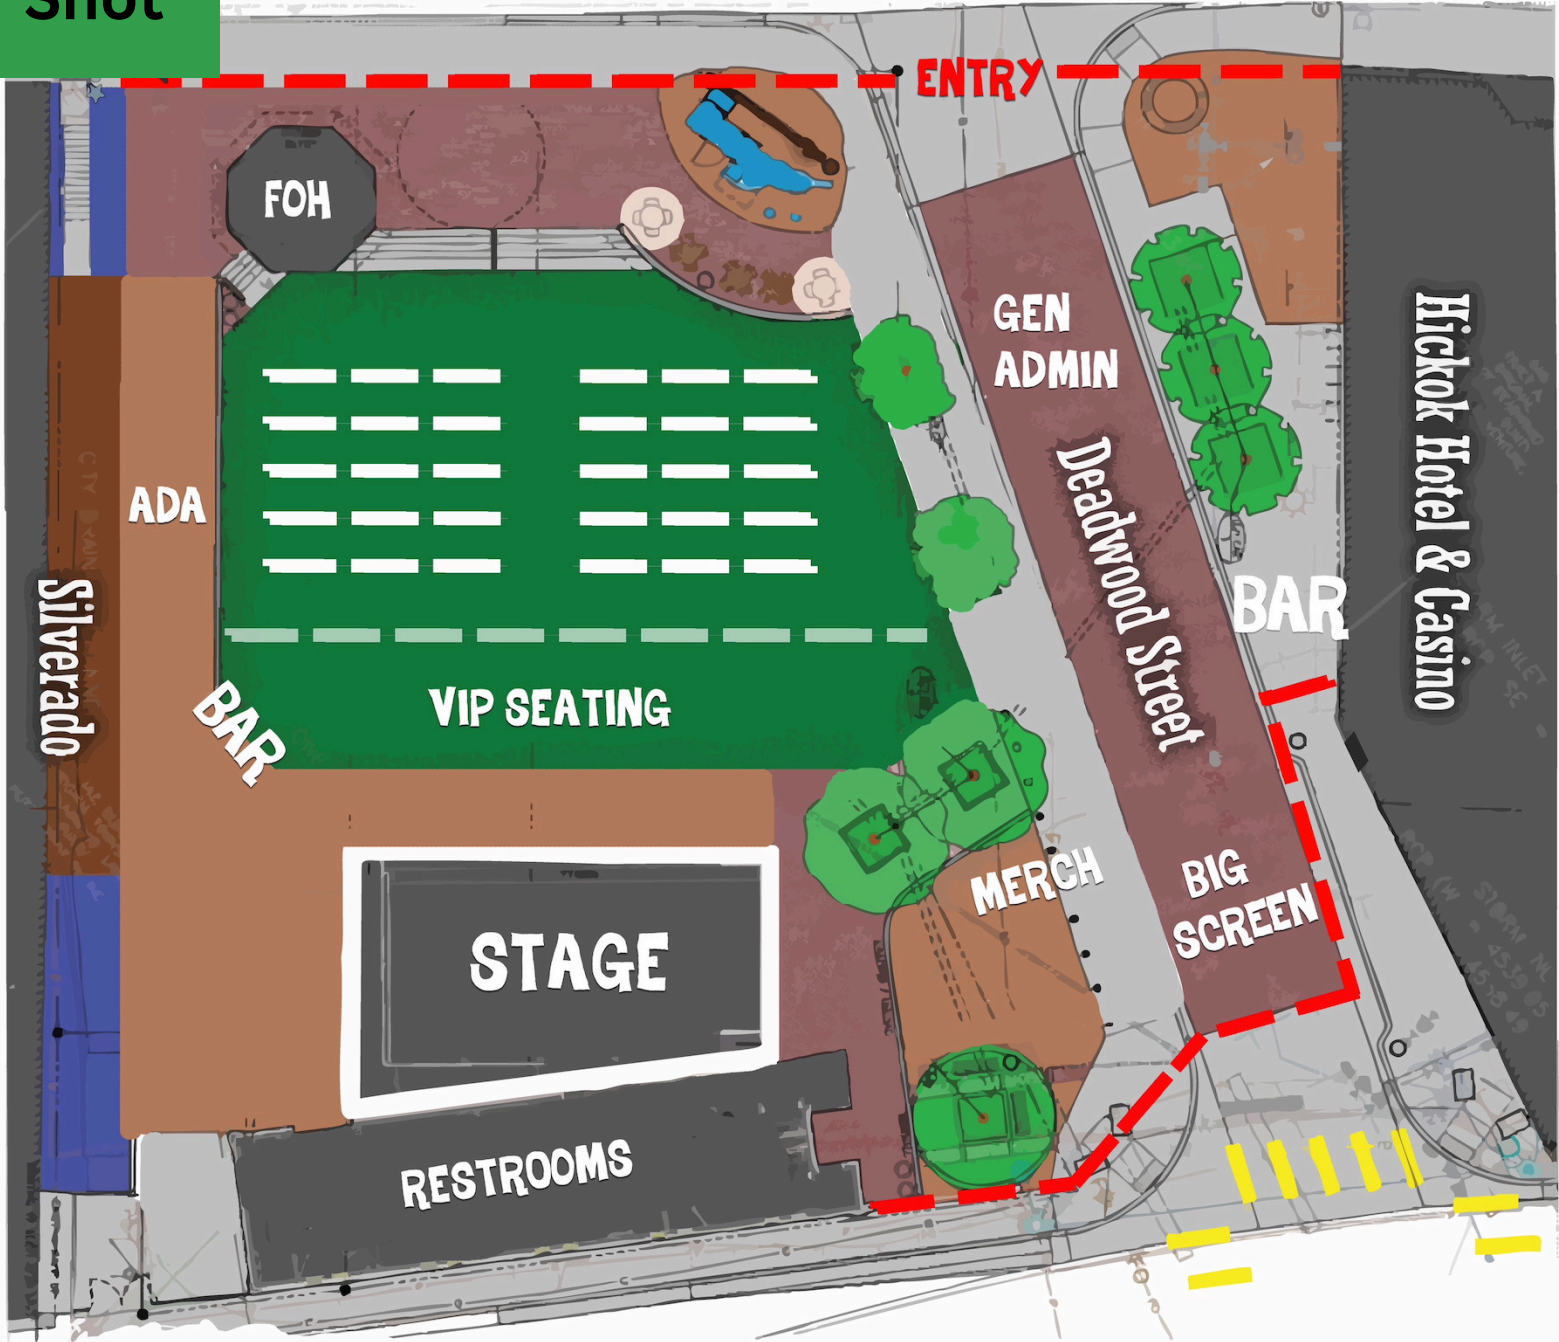 Shot
ENTRY
FOH
GEN
ADMIN
ADA
Deadwood Street
Hickok Hotel & Casino
BAR
Silverado
BAR
VIP SEATING
MERCH
BIG
SCREEN
STAGE
RESTROOMS